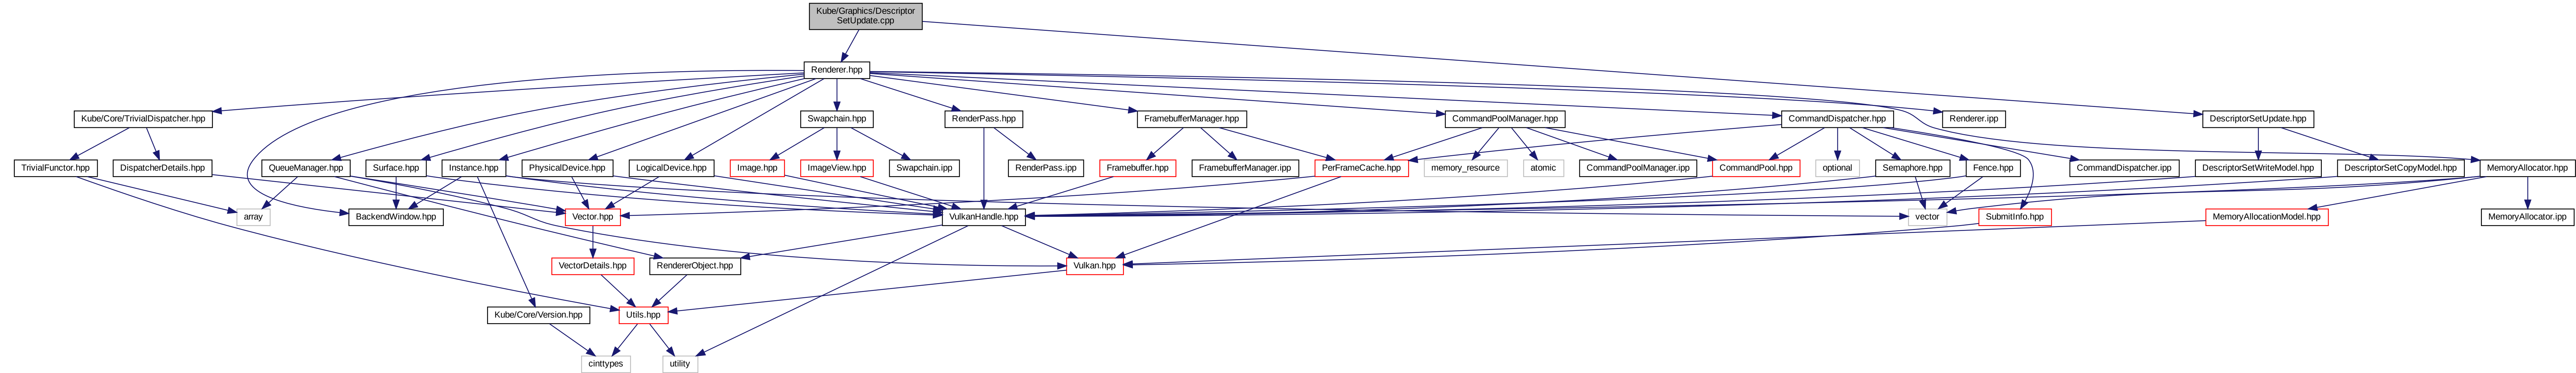 Kube/Graphics/Descriptor
SetUpdate.cpp
Renderer.hpp
Kube/Core/TrivialDispatcher.hpp
Swapchain.hpp
RenderPass.hpp
FramebufferManager.hpp
CommandPoolManager.hpp
CommandDispatcher.hpp
Renderer.ipp
DescriptorSetUpdate.hpp
TrivialFunctor.hpp
DispatcherDetails.hpp
QueueManager.hpp
Surface.hpp
Instance.hpp
PhysicalDevice.hpp
LogicalDevice.hpp
Image.hpp
ImageView.hpp
Swapchain.ipp
RenderPass.ipp
Framebuffer.hpp
FramebufferManager.ipp
PerFrameCache.hpp
memory_resource
atomic
CommandPoolManager.ipp
CommandPool.hpp
optional
Semaphore.hpp
Fence.hpp
CommandDispatcher.ipp
DescriptorSetWriteModel.hpp
DescriptorSetCopyModel.hpp
MemoryAllocator.hpp
array
BackendWindow.hpp
Vector.hpp
VulkanHandle.hpp
vector
SubmitInfo.hpp
MemoryAllocationModel.hpp
MemoryAllocator.ipp
VectorDetails.hpp
RendererObject.hpp
Vulkan.hpp
Kube/Core/Version.hpp
Utils.hpp
cinttypes
utility